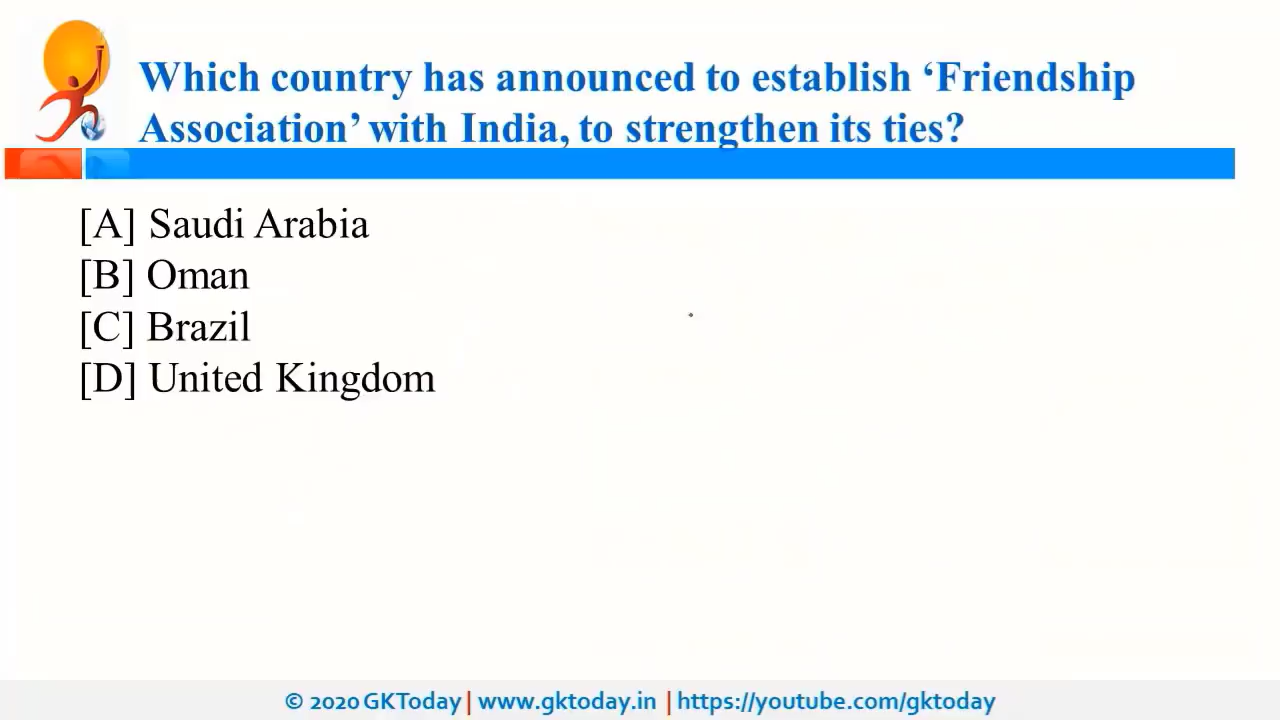 Which country has announced to establish ‘Friendship
Association’ with India, to strengthen its ties?
[A] Saudi Arabia
[B] Oman
[C] Brazil
[D] United Kingdom
© 2020 GKToday | www.gktoday.in | https://youtube.com/gktoday